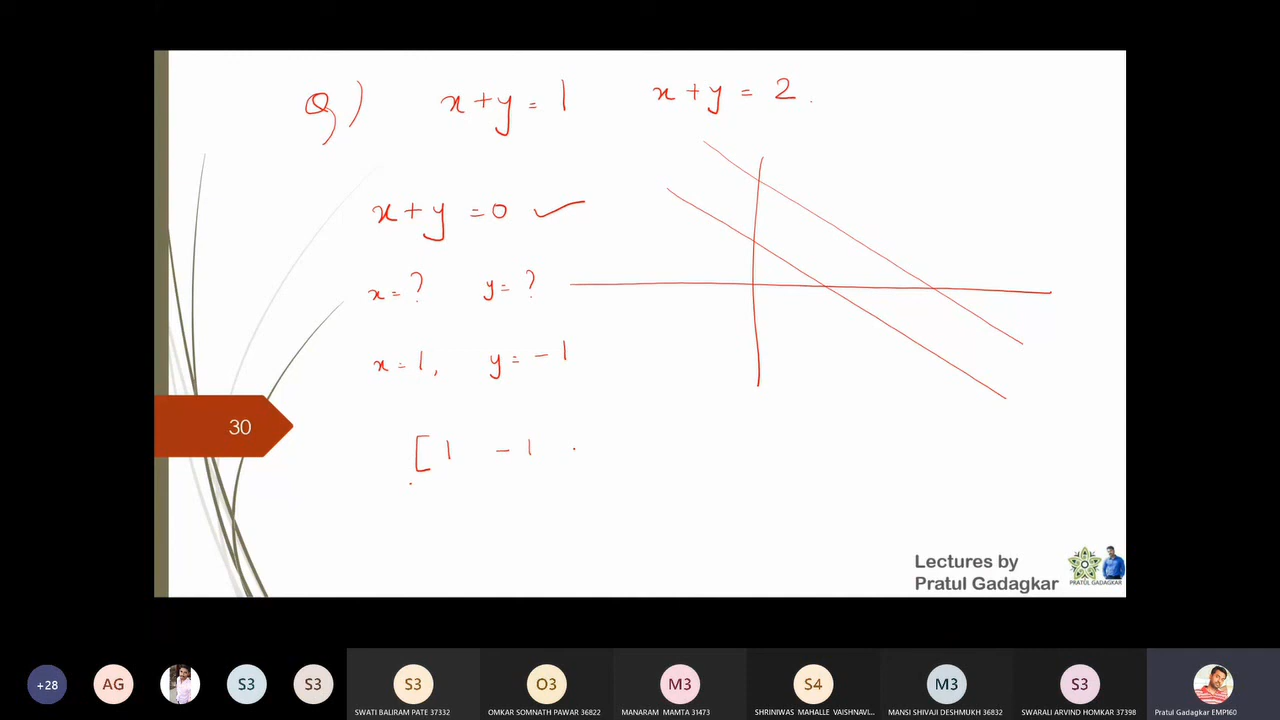 Q) x+y=1 x+y=2.
x+y=0 ✓
x=? y=?
x=1, y=-1
30
[1 -1
Lectures by
Pratul Gadagkar
PRATUL GADAGKAR
+28 AG S3 S3 S3 O3 M3 S4 M3 S3
SWATI BALIRAM PATE 37332 OMKAR SOMNATH PAWAR 36822 MANARAM MAMTA 31473 SHRINIWAS MAHALLE VAISHNAVI... MANSI SHIVAJI DESHMUKH 36832 SWARALI ARVIND HOMKAR 37398 Pratul Gadagkar EMP160